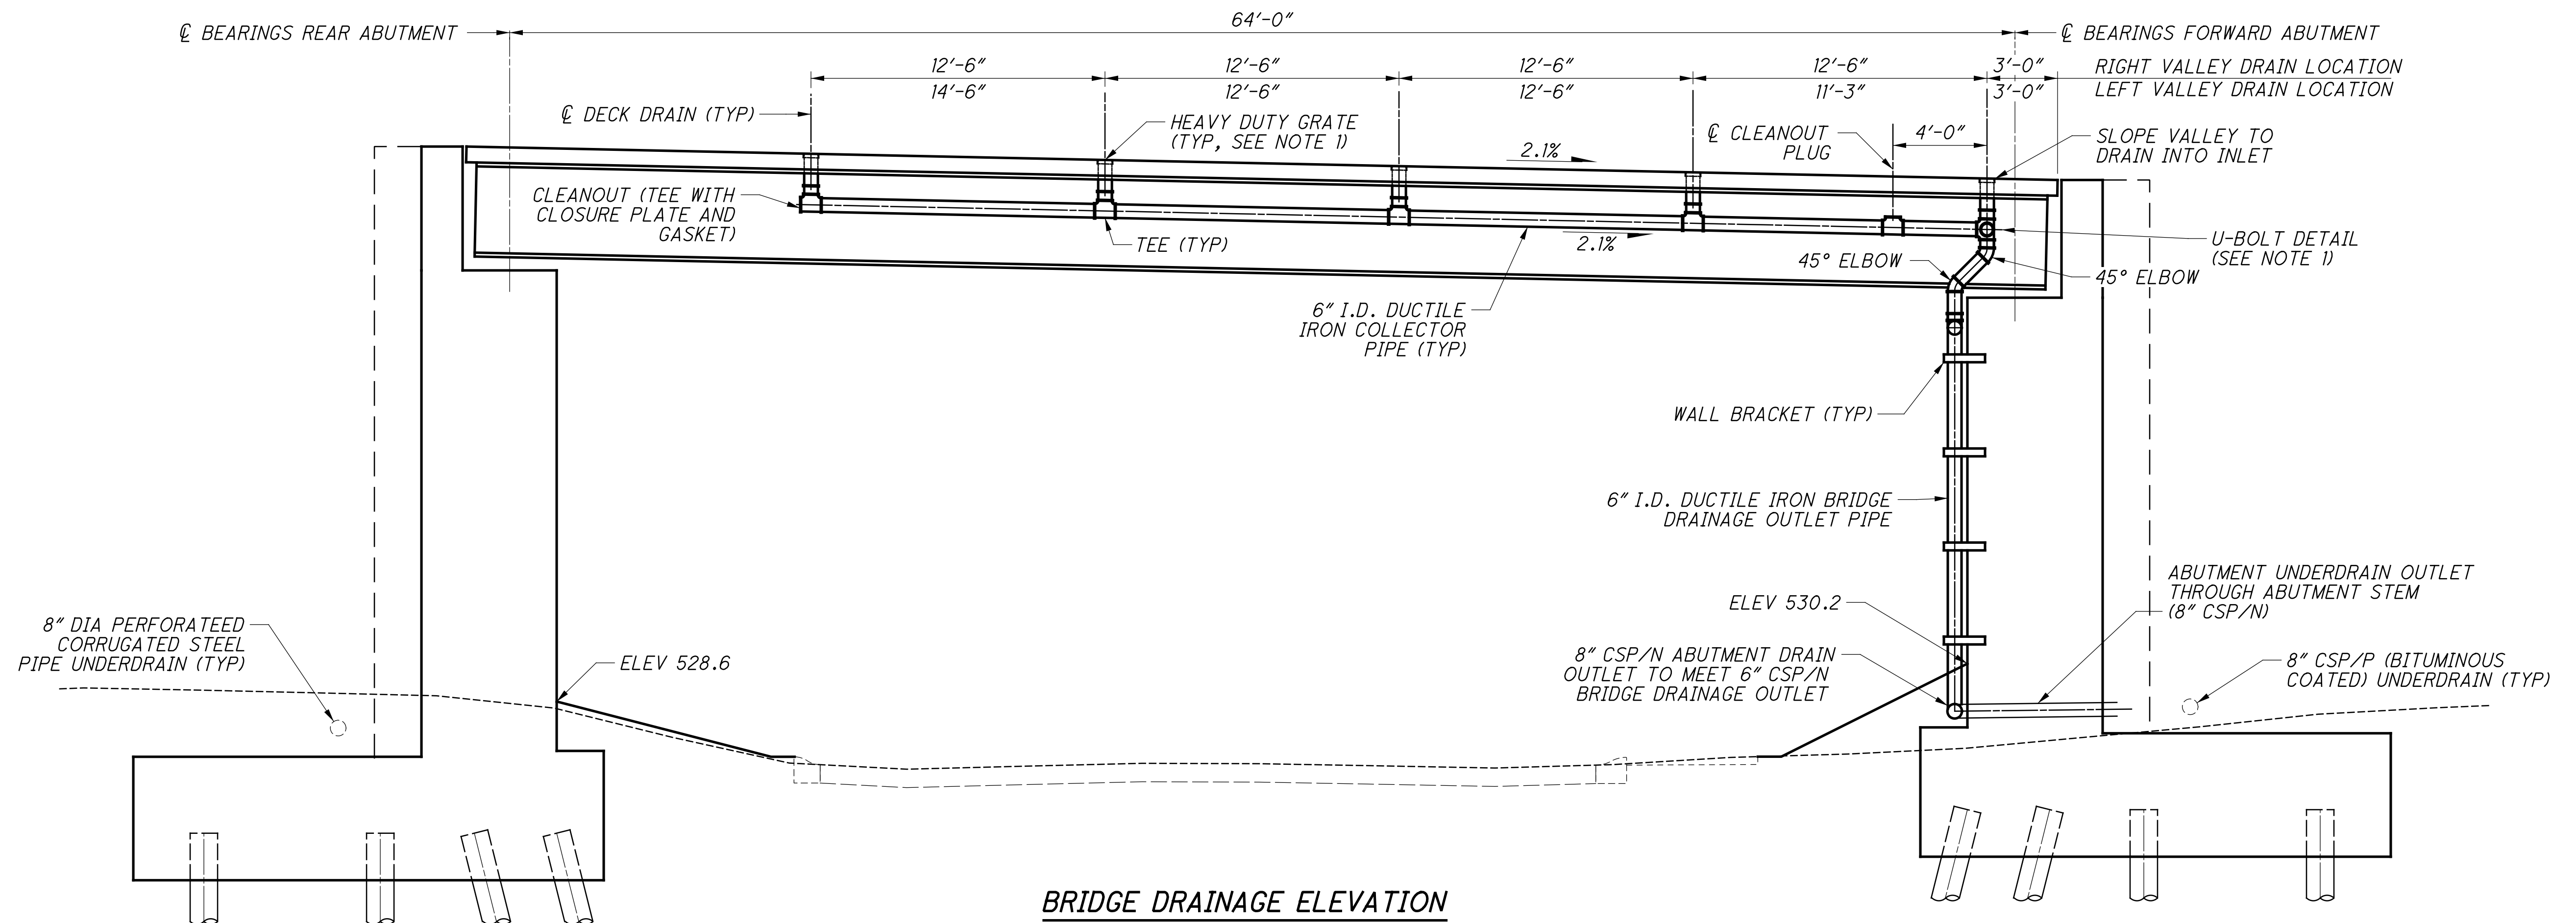 64'-0"
℄ BEARINGS REAR ABUTMENT
℄ BEARINGS FORWARD ABUTMENT
12'-6"
12'-6"
12'-6"
12'-6"
3'-0"
RIGHT VALLEY DRAIN LOCATION
14'-6"
12'-6"
12'-6"
11'-3"
3'-0"
LEFT VALLEY DRAIN LOCATION
℄ DECK DRAIN (TYP)
HEAVY DUTY GRATE
(TYP, SEE NOTE 1)
℄ CLEANOUT
PLUG
4'-0"
SLOPE VALLEY TO
DRAIN INTO INLET
2.1%
CLEANOUT (TEE WITH
CLOSURE PLATE AND
GASKET)
TEE (TYP)
2.1%
U-BOLT DETAIL
(SEE NOTE 1)
45° ELBOW
45° ELBOW
6" I.D. DUCTILE
IRON COLLECTOR
PIPE (TYP)
WALL BRACKET (TYP)
6" I.D. DUCTILE IRON BRIDGE
DRAINAGE OUTLET PIPE
ABUTMENT UNDERDRAIN OUTLET
THROUGH ABUTMENT STEM
(8" CSP/N)
ELEV 530.2
8" DIA PERFORATEED
CORRUGATED STEEL
PIPE UNDERDRAIN (TYP)
ELEV 528.6
8" CSP/N ABUTMENT DRAIN
OUTLET TO MEET 6" CSP/N
BRIDGE DRAINAGE OUTLET
8" CSP/P (BITUMINOUS
COATED) UNDERDRAIN (TYP)
BRIDGE DRAINAGE ELEVATION